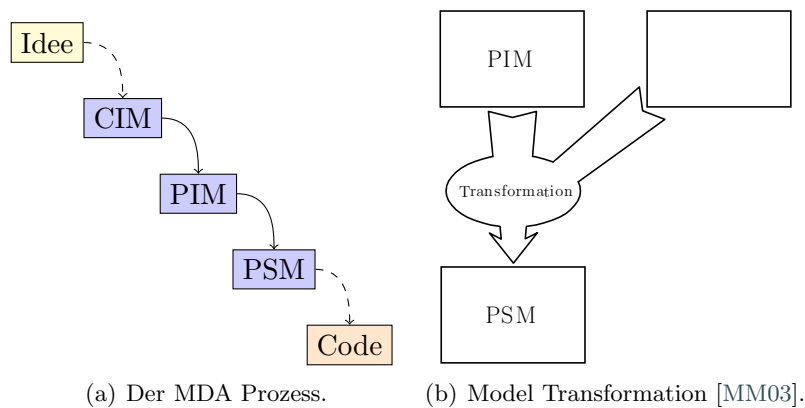 Idee
CIM
PIM
PSM
Code
(a) Der MDA Prozess.
PIM
Transformation
PSM
(b) Model Transformation [MM03].